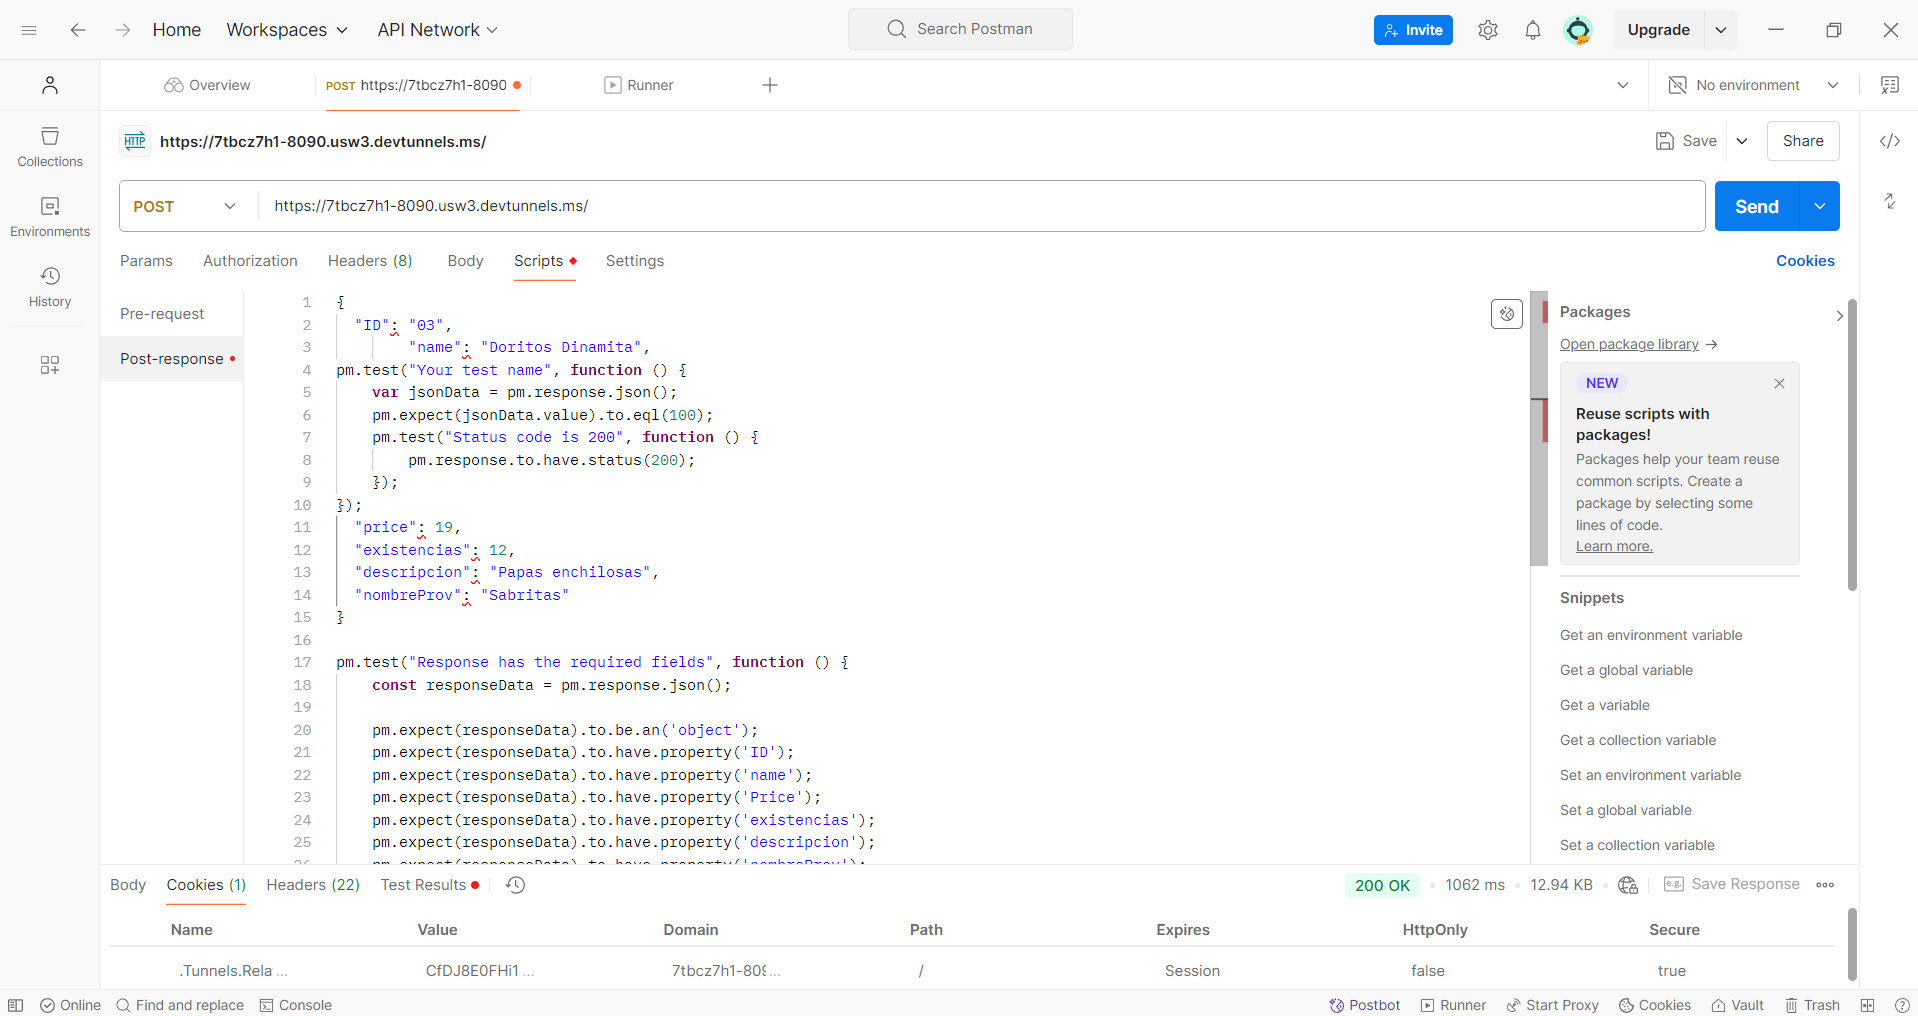 Home Workspaces API Network Search Postman Invite Upgrade
Overview POST https://7tbcz7h1-8090 Runner No environment
HTTP https://7tbcz7h1-8090.usw3.devtunnels.ms/ Save Share
Collections
Environments
History
POST https://7tbcz7h1-8090.usw3.devtunnels.ms/ Send
Params Authorization Headers (8) Body Scripts Settings Cookies
Pre-request
Post-response
1 {
2 "ID": "03",
3 "name": "Doritos Dinamita",
4 pm.test("Your test name", function () {
5 var jsonData = pm.response.json();
6 pm.expect(jsonData.value).to.eql(100);
7 pm.test("Status code is 200", function () {
8 pm.response.to.have.status(200);
9 });
10 });
11 "price": 19,
12 "existencias": 12,
13 "descripcion": "Papas enchilosas",
14 "nombreProv": "Sabritas"
15 }
16
17 pm.test("Response has the required fields", function () {
18 const responseData = pm.response.json();
19
20 pm.expect(responseData).to.be.an('object');
21 pm.expect(responseData).to.have.property('ID');
22 pm.expect(responseData).to.have.property('name');
23 pm.expect(responseData).to.have.property('Price');
24 pm.expect(responseData).to.have.property('existencias');
25 pm.expect(responseData).to.have.property('descripcion');
26 pm.expect(responseData).to.have.property('nombreProv');
Packages
Open package library →
NEW
Reuse scripts with
packages!
Packages help your team reuse
common scripts. Create a
package by selecting some
lines of code.
Learn more.
Snippets
Get an environment variable
Get a global variable
Get a variable
Get a collection variable
Set an environment variable
Set a global variable
Set a collection variable
Body Cookies (1) Headers (22) Test Results 200 OK 1062 ms 12.94 KB e.g. Save Response
Name Value Domain Path Expires HttpOnly Secure
.Tunnels.Rela ... CfDJ8E0FHi1 ... 7tbcz7h1-809... / Session false true
Online Find and replace Console Postbot Runner Start Proxy Cookies Vault Trash